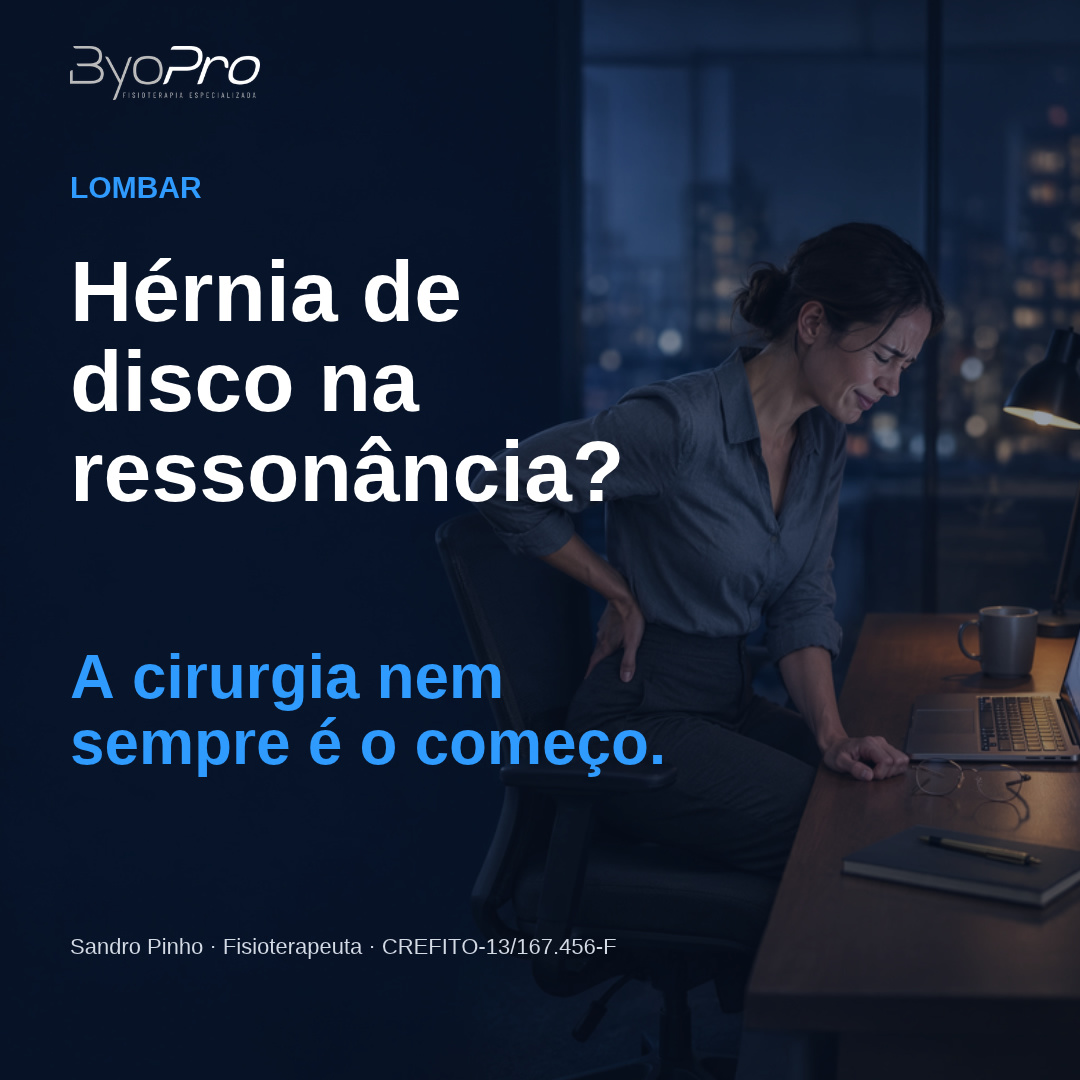 ByoPro
FISIOTERAPIA ESPECIALIZADA
LOMBAR
Hérnia de
disco na
ressonância?
A cirurgia nem
sempre é o começo.
Sandro Pinho · Fisioterapeuta · CREFITO-13/167.456-F